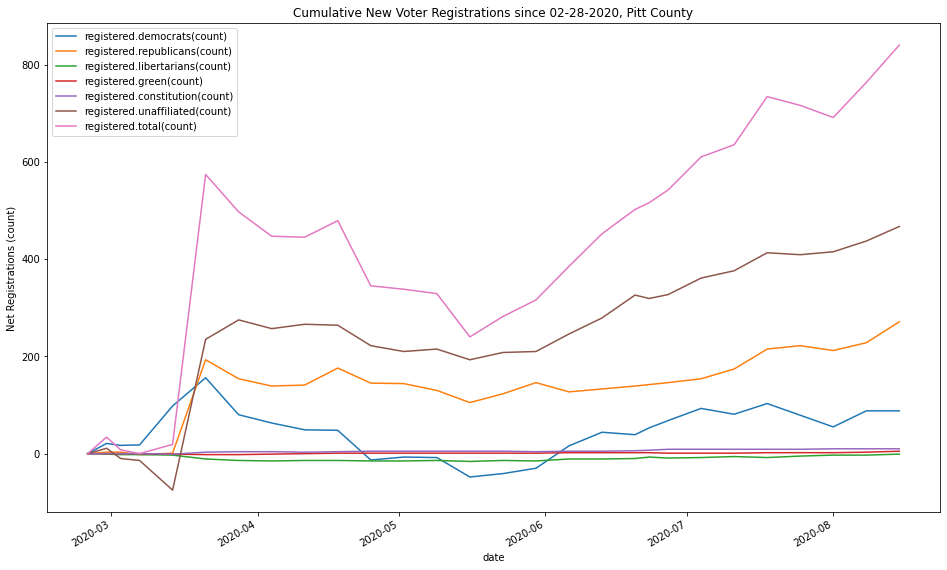 Cumulative New Voter Registrations since 02-28-2020, Pitt County
registered.democrats(count)
registered.republicans(count)
registered.libertarians(count)
registered.green(count)
registered.constitution(count)
registered.unaffiliated(count)
registered.total(count)
Net Registrations (count)
800
600
400
200
0
2020-03
2020-04
2020-05
2020-06
2020-07
2020-08
date